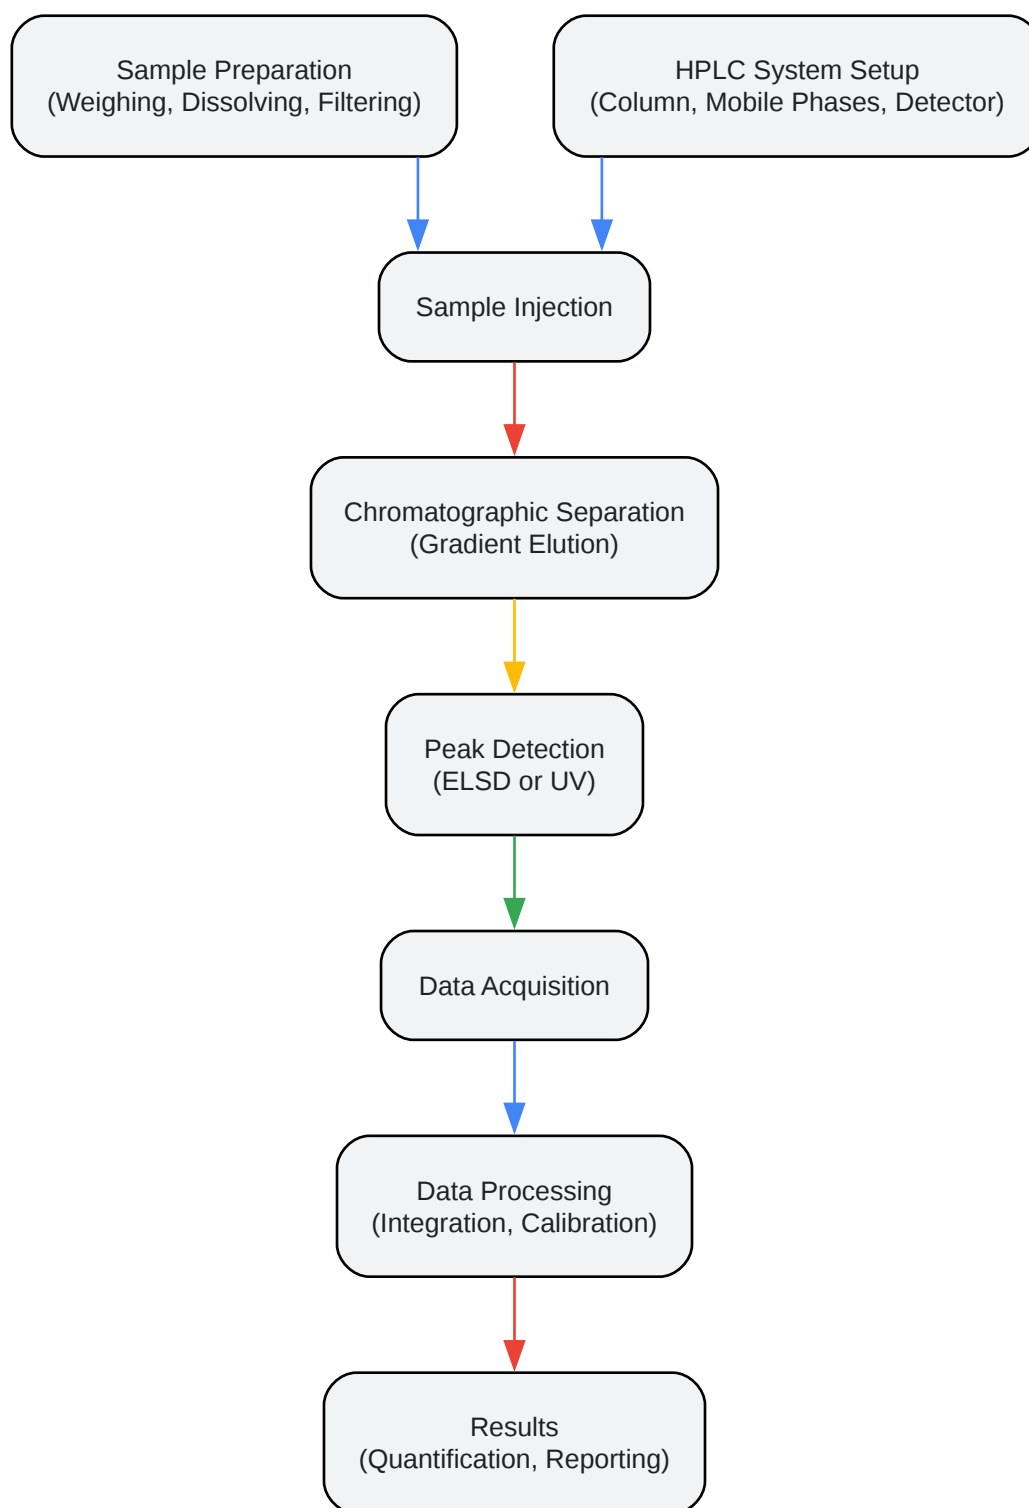 Sample Preparation
(Weighing, Dissolving, Filtering)
HPLC System Setup
(Column, Mobile Phases, Detector)
Sample Injection
Chromatographic Separation
(Gradient Elution)
Peak Detection
(ELSD or UV)
Data Acquisition
Data Processing
(Integration, Calibration)
Results
(Quantification, Reporting)